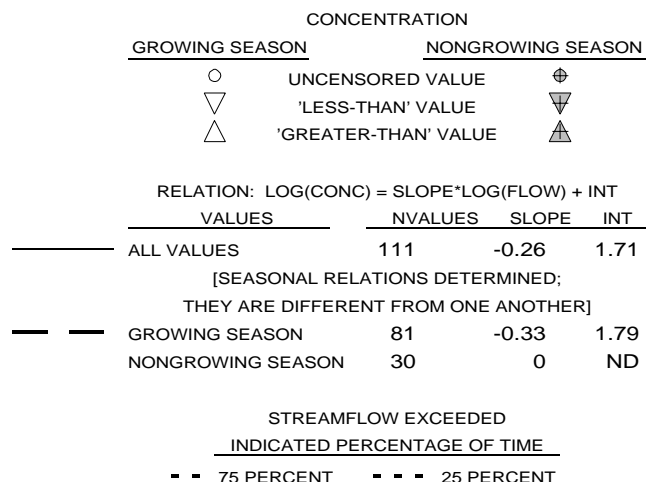 CONCENTRATION
GROWING SEASON NONGROWING SEASON
UNCENSORED VALUE
'LESS-THAN' VALUE
'GREATER-THAN' VALUE
RELATION: LOG(CONC) = SLOPE*LOG(FLOW) + INT
VALUES NVALUES SLOPE INT
ALL VALUES 111 -0.26 1.71
[SEASONAL RELATIONS DETERMINED;
THEY ARE DIFFERENT FROM ONE ANOTHER]
GROWING SEASON 81 -0.33 1.79
NONGROWING SEASON 30 0 ND
STREAMFLOW EXCEEDED
INDICATED PERCENTAGE OF TIME
75 PERCENT 25 PERCENT